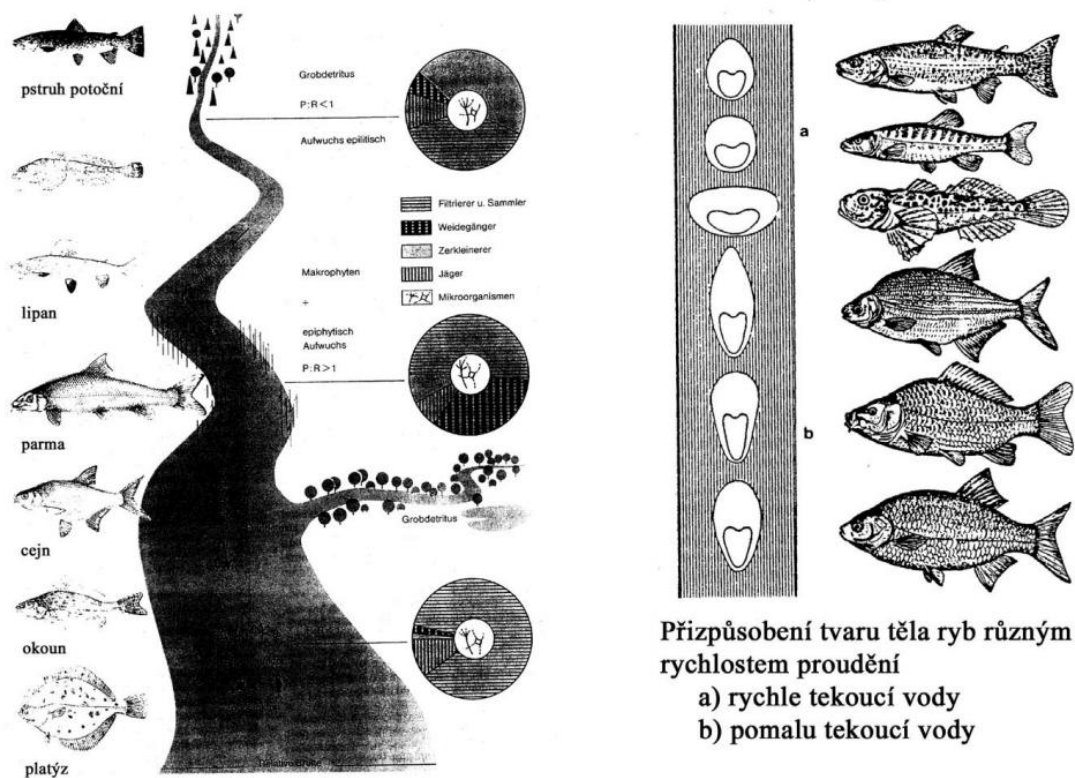 pstruh potoční
lipan
parma
cejn
okoun
platýz
Grobdetritus
P:R<1
Aufwuchs epilitisch
Filtrierer u. Sammler
Weidegänger
Zerkleinerer
Jäger
Mikroorganismen
Makrophyten
÷
epiphytisch
Aufwuchs
P:R>1
Grobdetritus
a
b
Přizpůsobení tvaru těla ryb různým
rychlostem proudění
a) rychle tekoucí vody
b) pomalu tekoucí vody